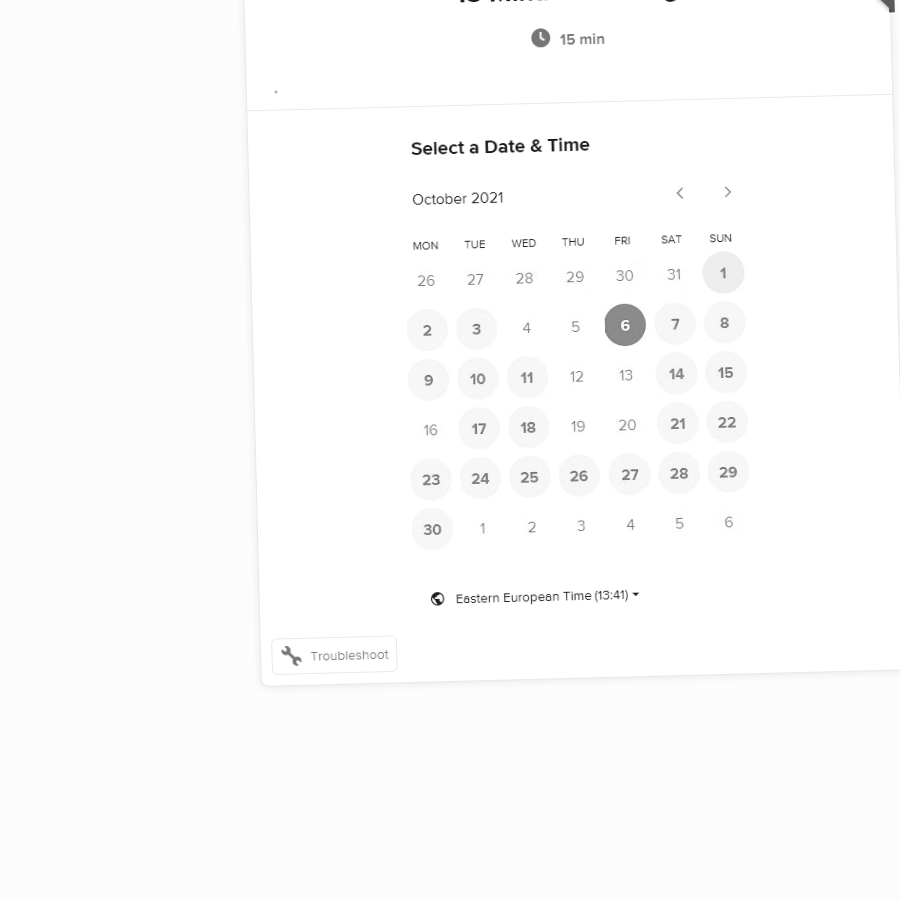 15 min
.
Select a Date & Time
October 2021
MON TUE WED THU FRI SAT SUN
26 27 28 29 30 31 1
2 3 4 5 6 7 8
9 10 11 12 13 14 15
16 17 18 19 20 21 22
23 24 25 26 27 28 29
30 1 2 3 4 5 6
Eastern European Time (13:41)
Troubleshoot